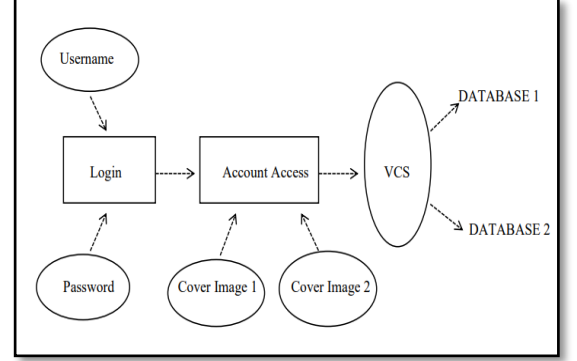 Username
DATABASE 1
Login
Account Access
VCS
DATABASE 2
Password
Cover Image 1
Cover Image 2